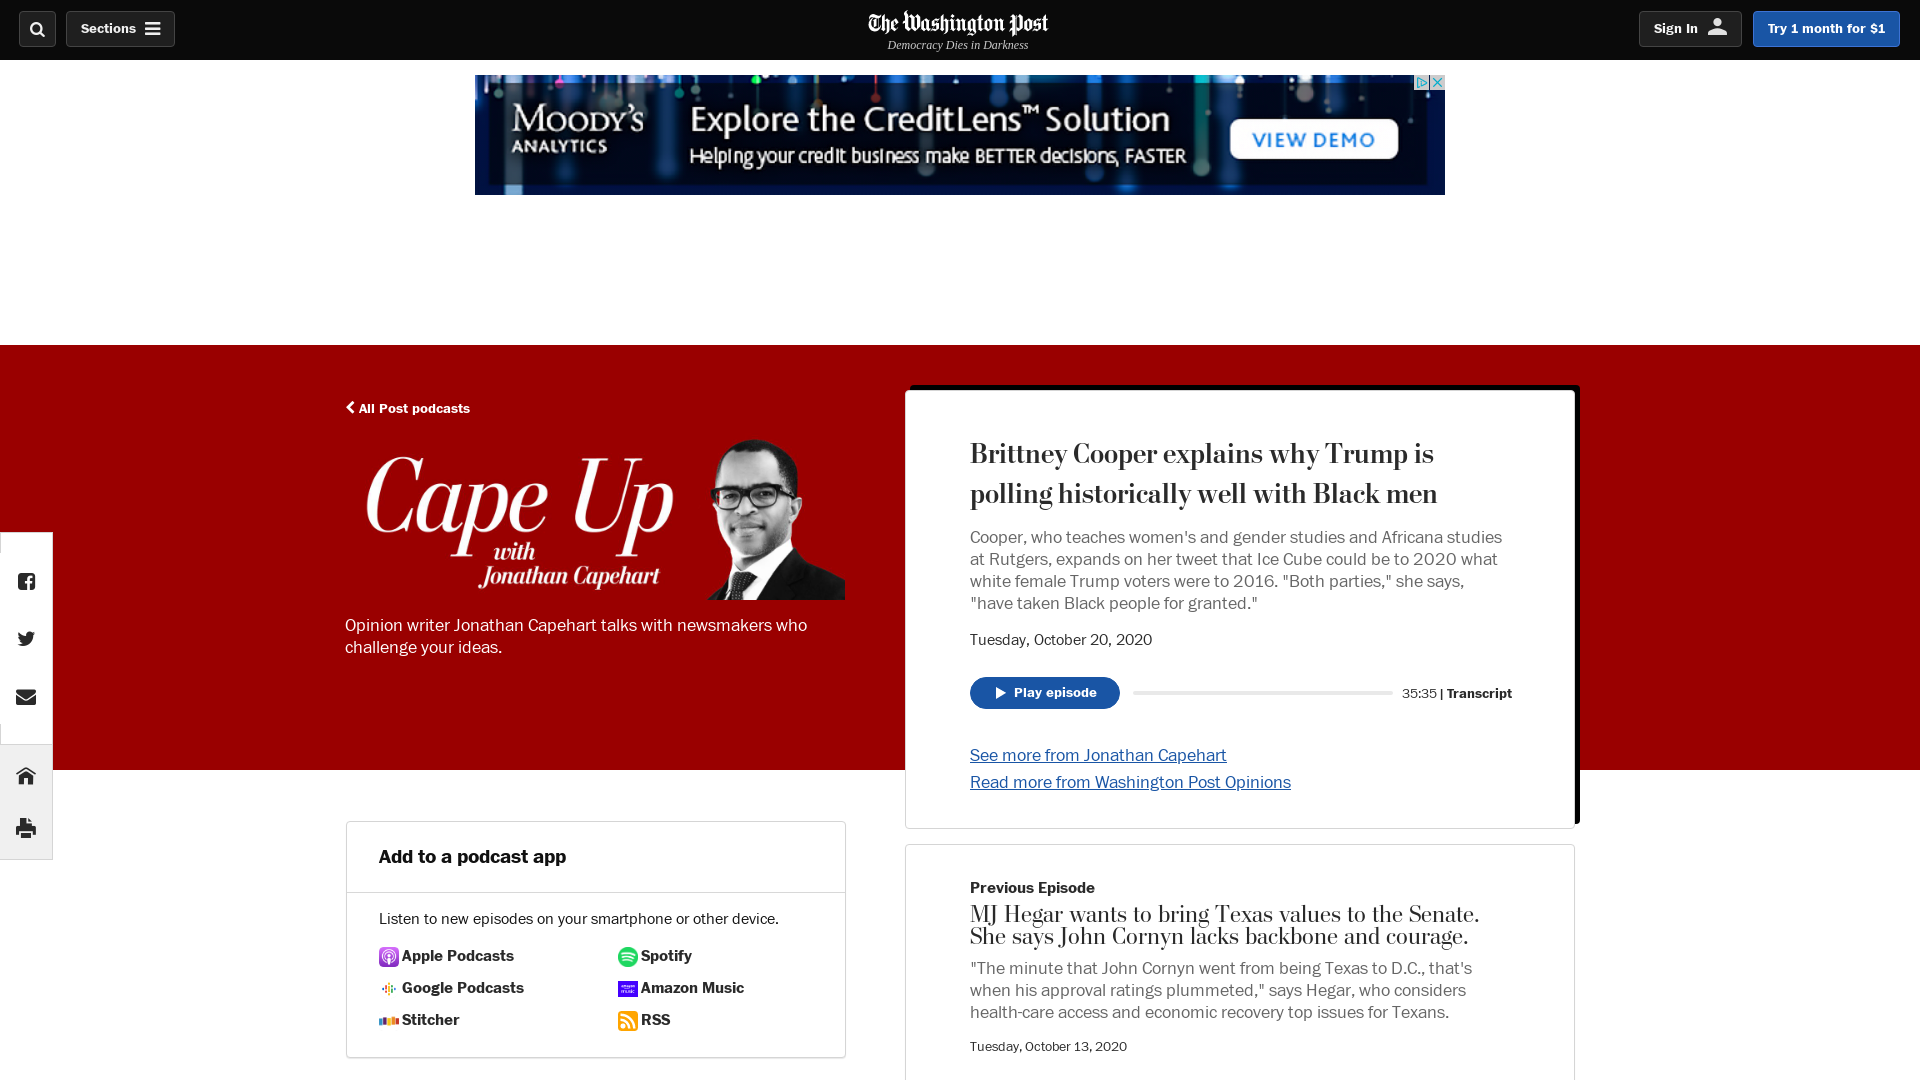 Sections
The Washington Post
Democracy Dies in Darkness
Sign In
Try 1 month for $1
MOODY'S
ANALYTICS
Explore the CreditLens™ Solution
Helping your credit business make BETTER decisions, FASTER
VIEW DEMO
All Post podcasts
Cape Up
with
Jonathan Capehart
Opinion writer Jonathan Capehart talks with newsmakers who
challenge your ideas.
Brittney Cooper explains why Trump is
polling historically well with Black men
Cooper, who teaches women's and gender studies and Africana studies
at Rutgers, expands on her tweet that Ice Cube could be to 2020 what
white female Trump voters were to 2016. "Both parties," she says,
"have taken Black people for granted."
Tuesday, October 20, 2020
Play episode
35:35 | Transcript
See more from Jonathan Capehart
Read more from Washington Post Opinions
Add to a podcast app
Listen to new episodes on your smartphone or other device.
Apple Podcasts
Spotify
Google Podcasts
Amazon Music
Stitcher
RSS
Previous Episode
MJ Hegar wants to bring Texas values to the Senate.
She says John Cornyn lacks backbone and courage.
"The minute that John Cornyn went from being Texas to D.C., that's
when his approval ratings plummeted," says Hegar, who considers
health-care access and economic recovery top issues for Texans.
Tuesday, October 13, 2020